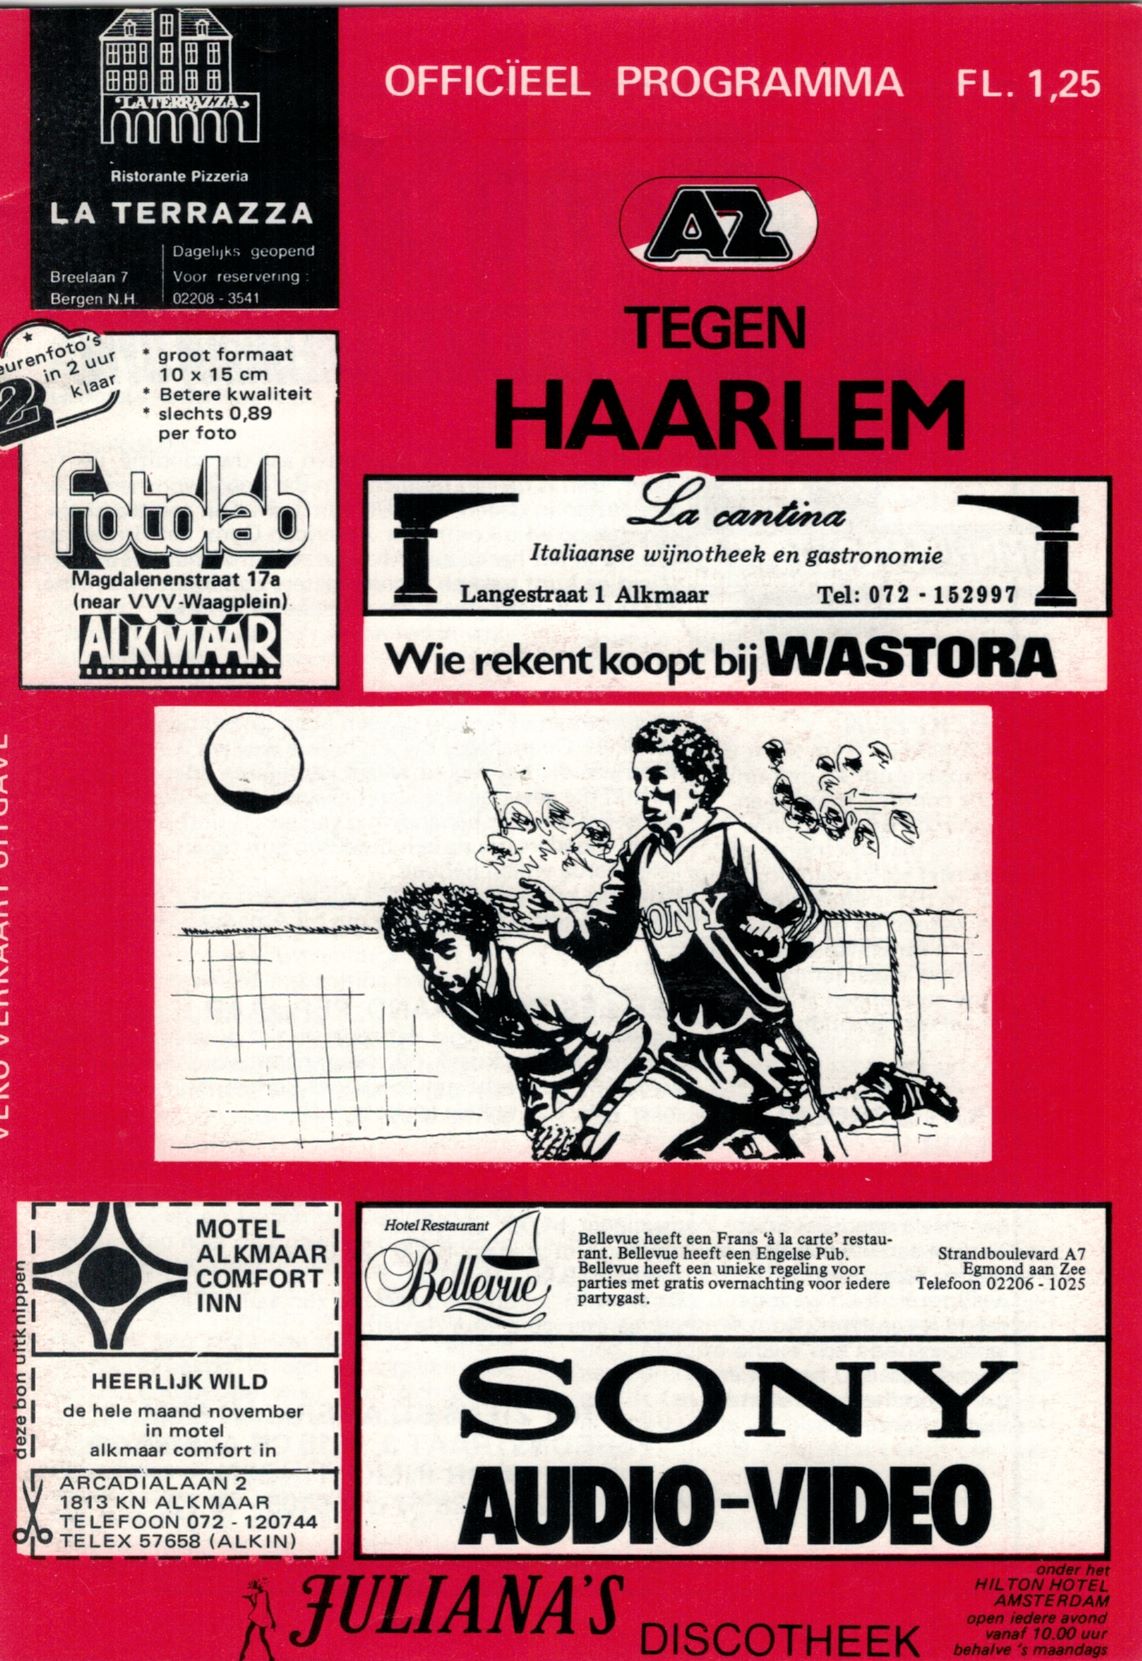 LA TERRAZZA
Ristorante Pizzeria
LA TERRAZZA
Breelaan 7
Bergen N.H.
Dagelijks geopend
Voor reservering :
02208 - 3541
OFFICÏEEL PROGRAMMA FL. 1,25
AZ
TEGEN
HAARLEM
in 2 uur
klaar
2
* groot formaat
10 x 15 cm
* Betere kwaliteit
* slechts 0,89
per foto
fotolab
Magdalenenstraat 17a
(near VVV-Waagplein)
ALKMAAR
La cantina
Italiaanse wijnotheek en gastronomie
Langestraat 1 Alkmaar Tel: 072 - 152997
Wie rekent koopt bij WASTORA
ONY
MOTEL
ALKMAAR
COMFORT
INN
deze bon uitknippen
HEERLIJK WILD
de hele maand november
in motel
alkmaar comfort in
ARCADIALAAN 2
1813 KN ALKMAAR
TELEFOON 072 - 120744
TELEX 57658 (ALKIN)
Hotel Restaurant
Bellevue
Bellevue heeft een Frans ‘à la carte’ restau-
rant. Bellevue heeft een Engelse Pub.
Bellevue heeft een unieke regeling voor
parties met gratis overnachting voor iedere
partygast.
Strandboulevard A7
Egmond aan Zee
Telefoon 02206 - 1025
SONY
AUDIO-VIDEO
JULIANA'S
DISCOTHEEK
onder het
HILTON HOTEL
AMSTERDAM
open iedere avond
vanaf 10.00 uur
behalve 's maandags